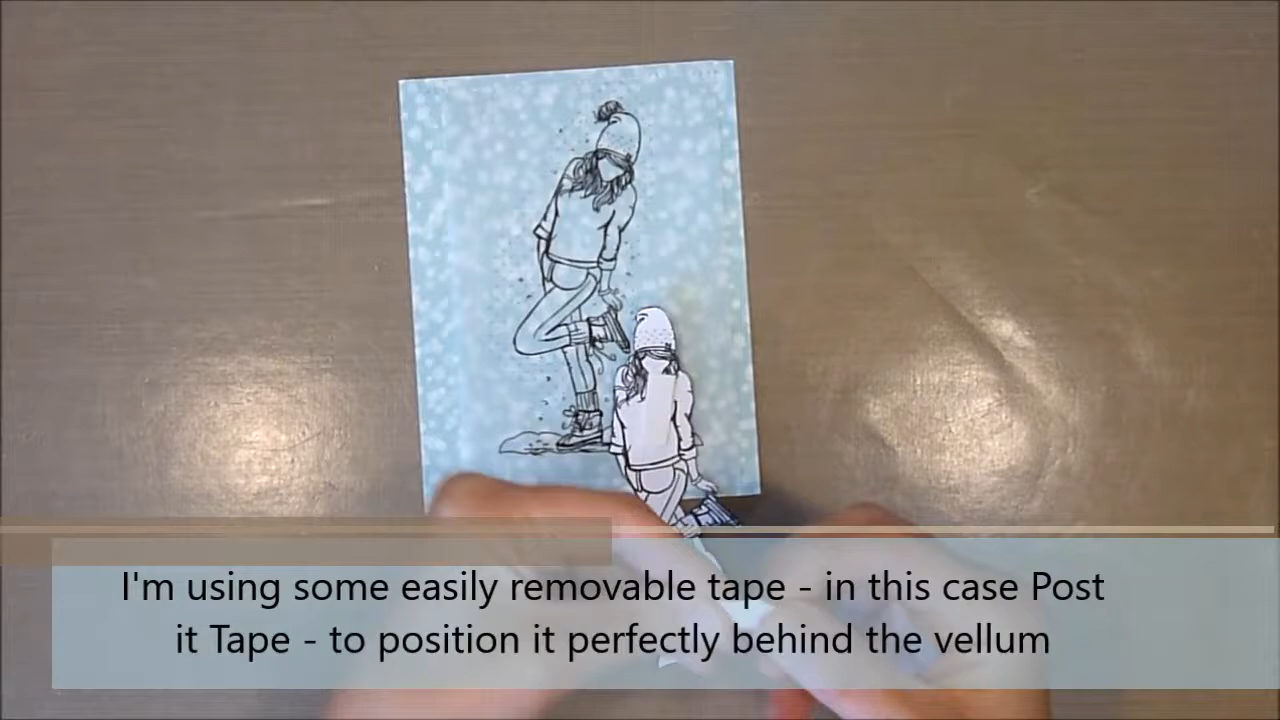 I'm using some easily removable tape - in this case Post
it Tape - to position it perfectly behind the vellum